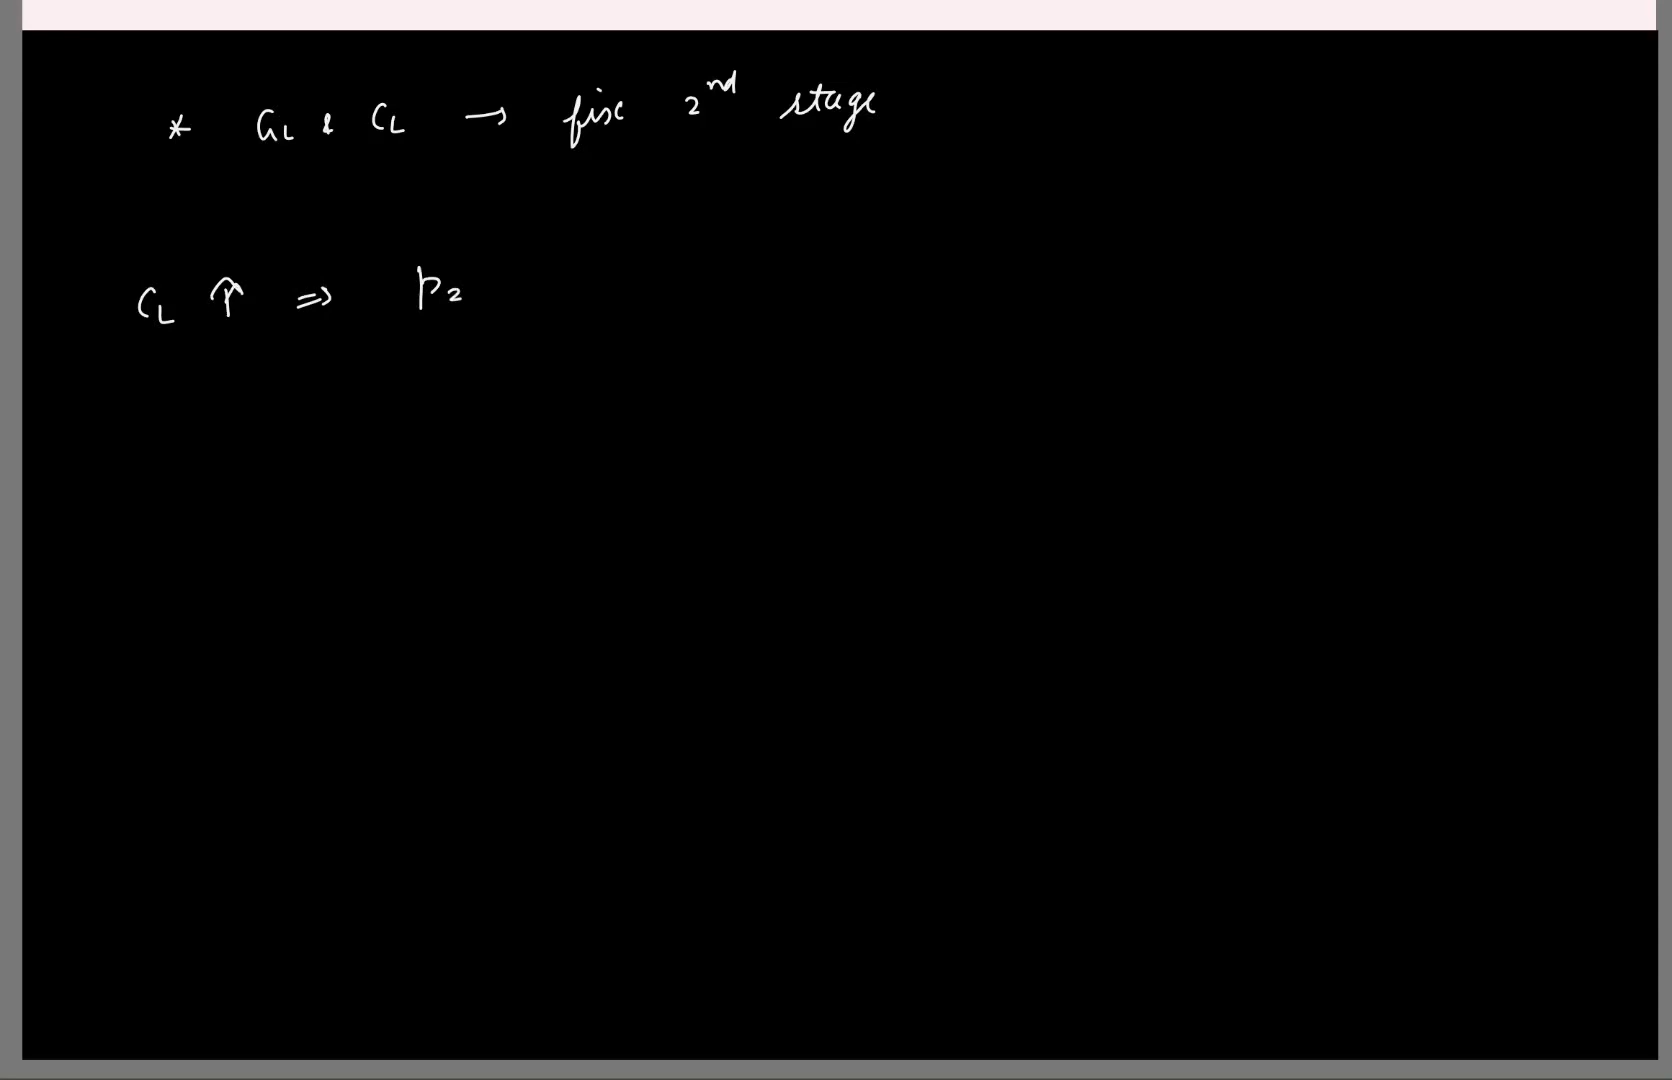 * GL & CL → fix 2nd stage
CL ↑ ⇒ p2